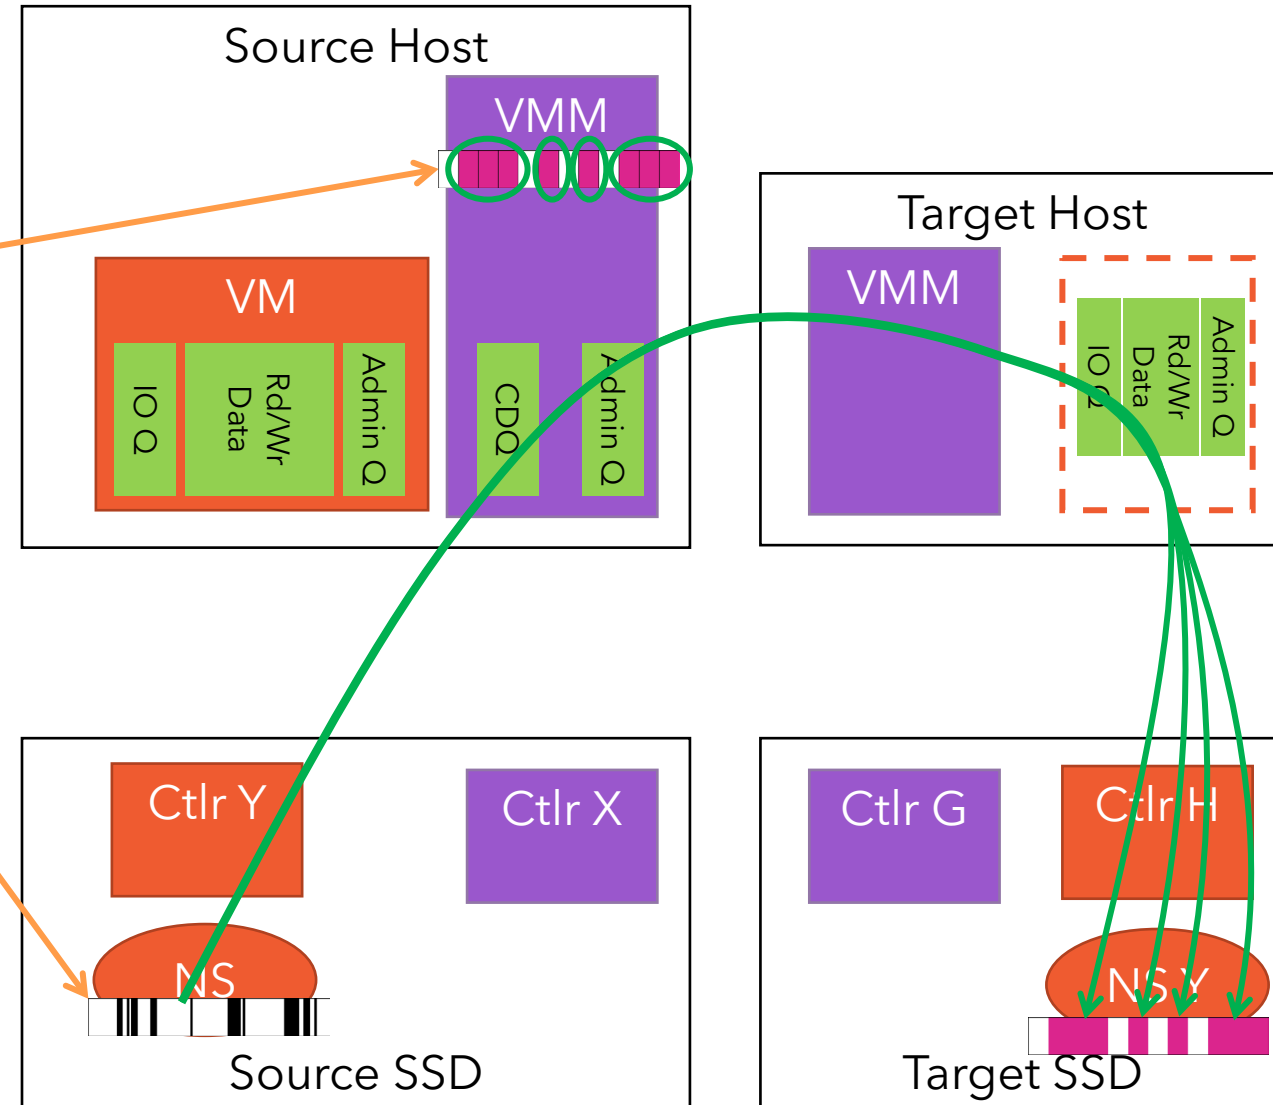 Source Host
VMM
VM
IO Q
Rd/Wr
Data
Admin Q
CDQ
Admin Q
Target Host
VMM
IO Q
Rd/Wr
Data
Admin Q
Ctlr Y
Ctlr X
NS
Source SSD
Ctlr G
Ctlr H
NS Y
Target SSD